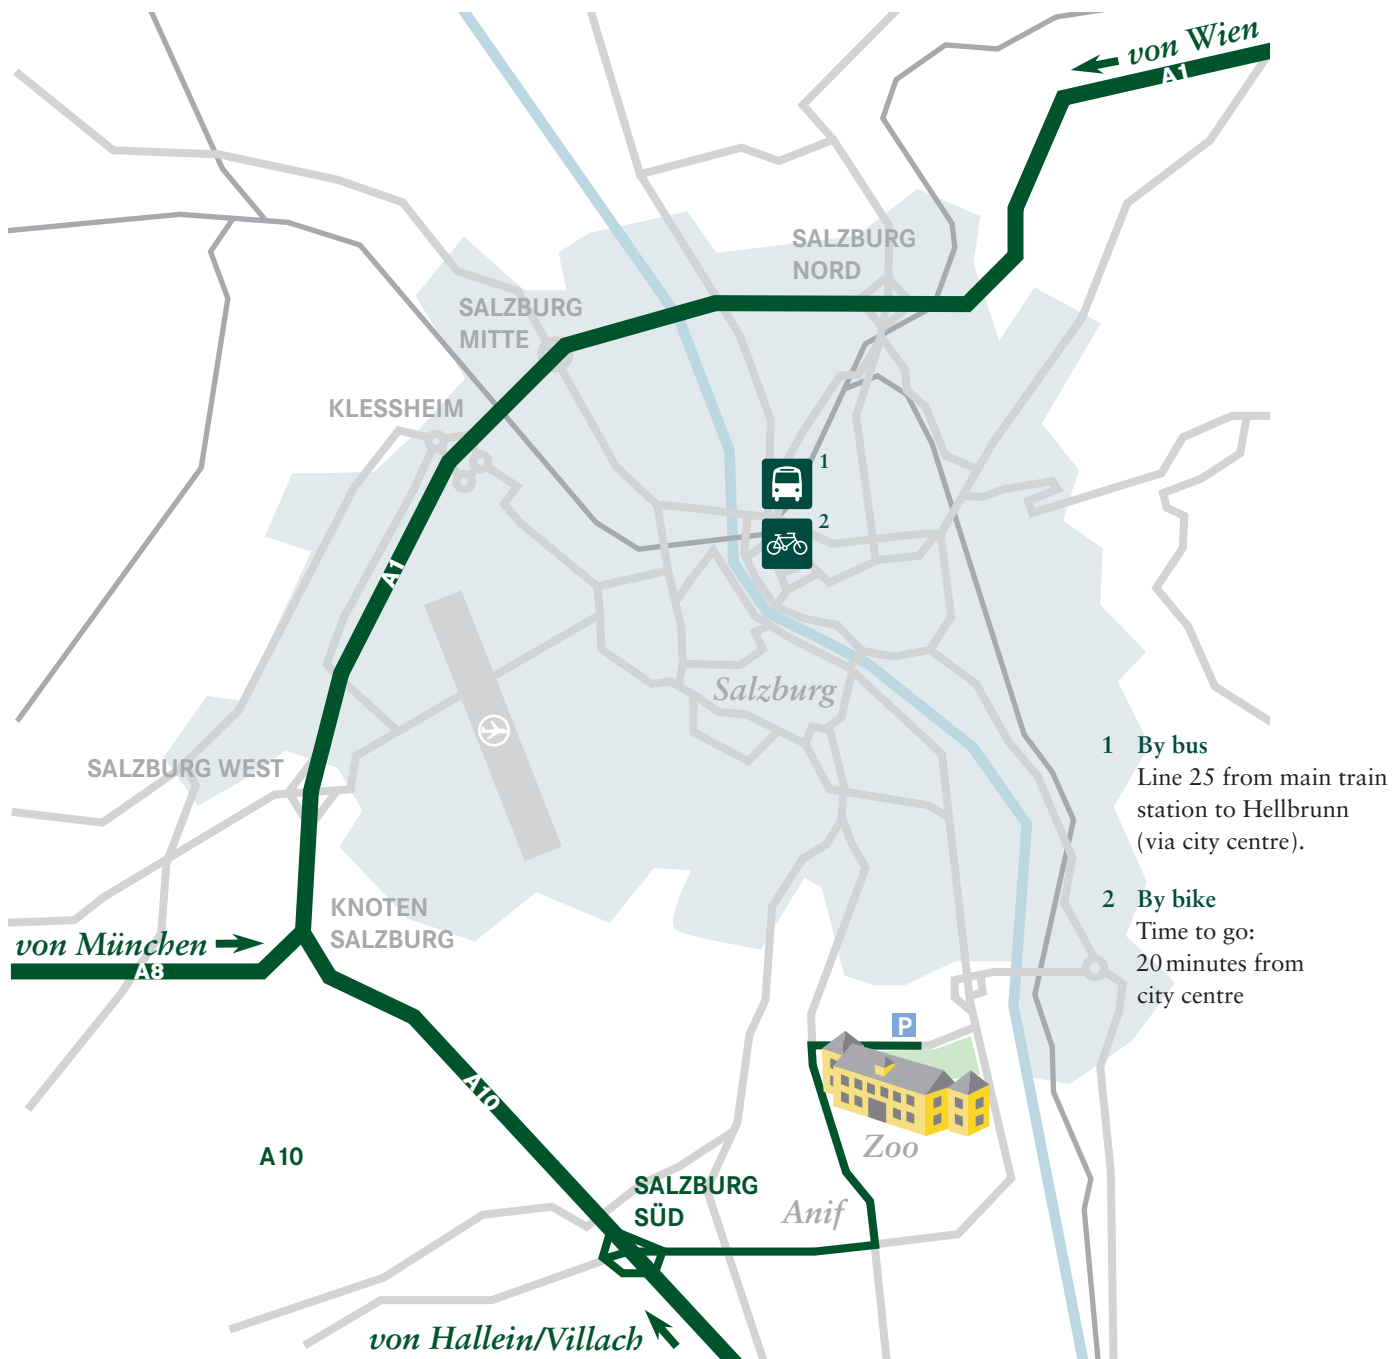 von Wien
A1
SALZBURG
NORD
SALZBURG
MITTE
KLESSHEIM
1
2
A1
Salzburg
SALZBURG WEST
1 By bus
Line 25 from main train
station to Hellbrunn
(via city centre).
2 By bike
Time to go:
20 minutes from
city centre
KNOTEN
SALZBURG
von München
A8
P
A10
Zoo
A10
SALZBURG
SÜD
Anif
von Hallein/Villach